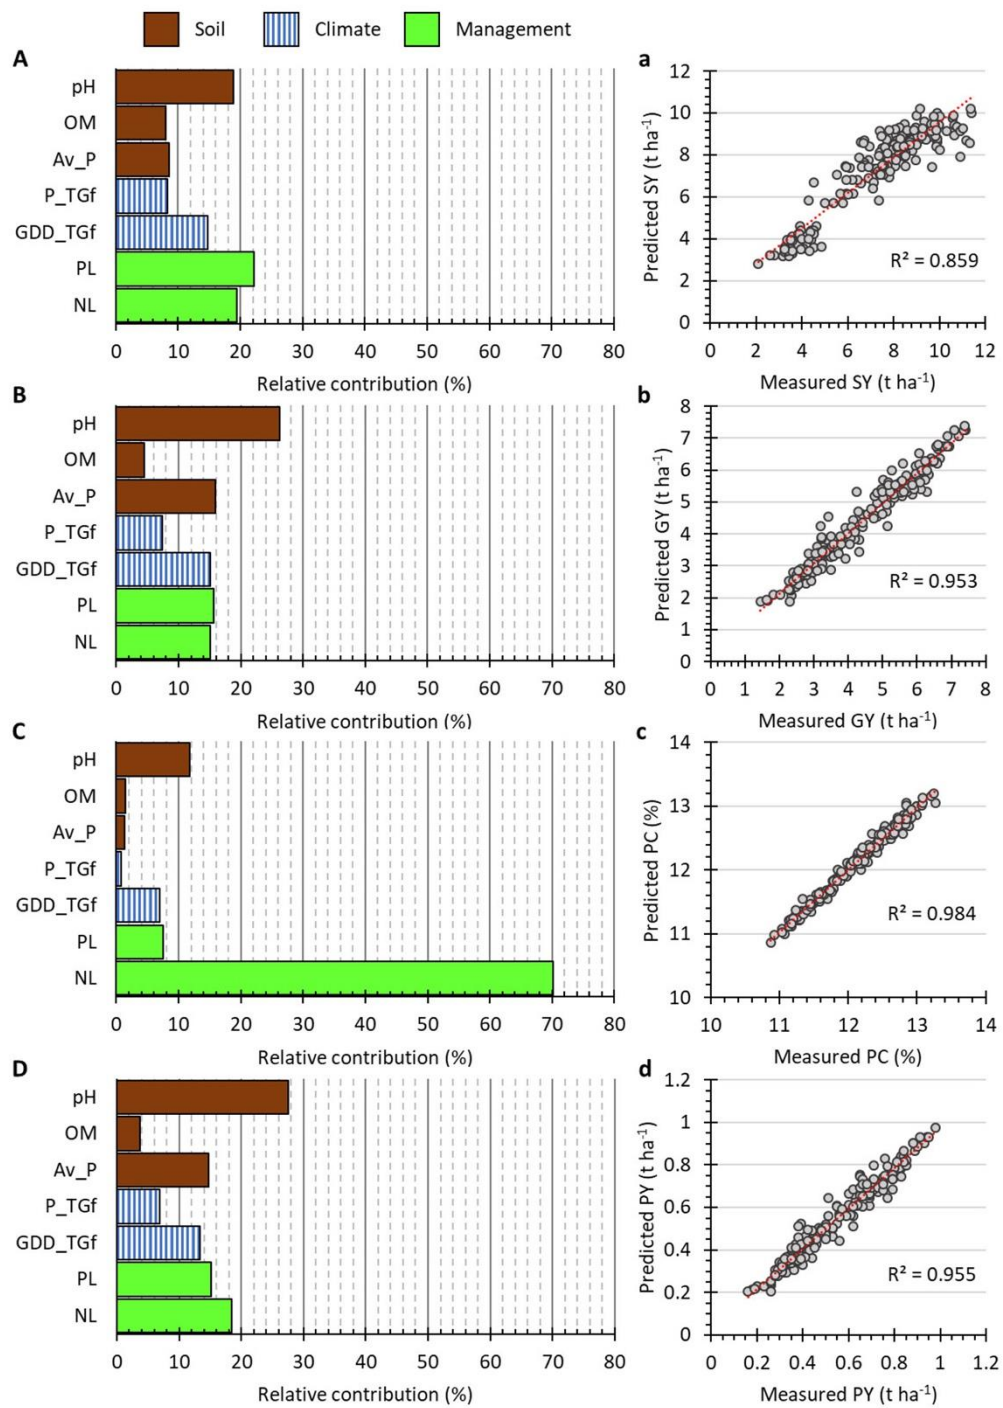 Soil Climate Management
A
pH
OM
Av_P
P_TGf
GDD_TGf
PL
NL
0 10 20 30 40 50 60 70 80
Relative contribution (%)
a
12
10
8
6
4
2
0
Predicted SY (t ha⁻¹)
R² = 0.859
0 2 4 6 8 10 12
Measured SY (t ha⁻¹)
B
pH
OM
Av_P
P_TGf
GDD_TGf
PL
NL
0 10 20 30 40 50 60 70 80
Relative contribution (%)
b
8
7
6
5
4
3
2
1
0
Predicted GY (t ha⁻¹)
R² = 0.953
0 1 2 3 4 5 6 7 8
Measured GY (t ha⁻¹)
C
pH
OM
Av_P
P_TGf
GDD_TGf
PL
NL
0 10 20 30 40 50 60 70 80
Relative contribution (%)
c
14
13
12
11
10
Predicted PC (%)
R² = 0.984
10 11 12 13 14
Measured PC (%)
D
pH
OM
Av_P
P_TGf
GDD_TGf
PL
NL
0 10 20 30 40 50 60 70 80
Relative contribution (%)
d
1.2
1
0.8
0.6
0.4
0.2
0
Predicted PY (t ha⁻¹)
R² = 0.955
0 0.2 0.4 0.6 0.8 1 1.2
Measured PY (t ha⁻¹)